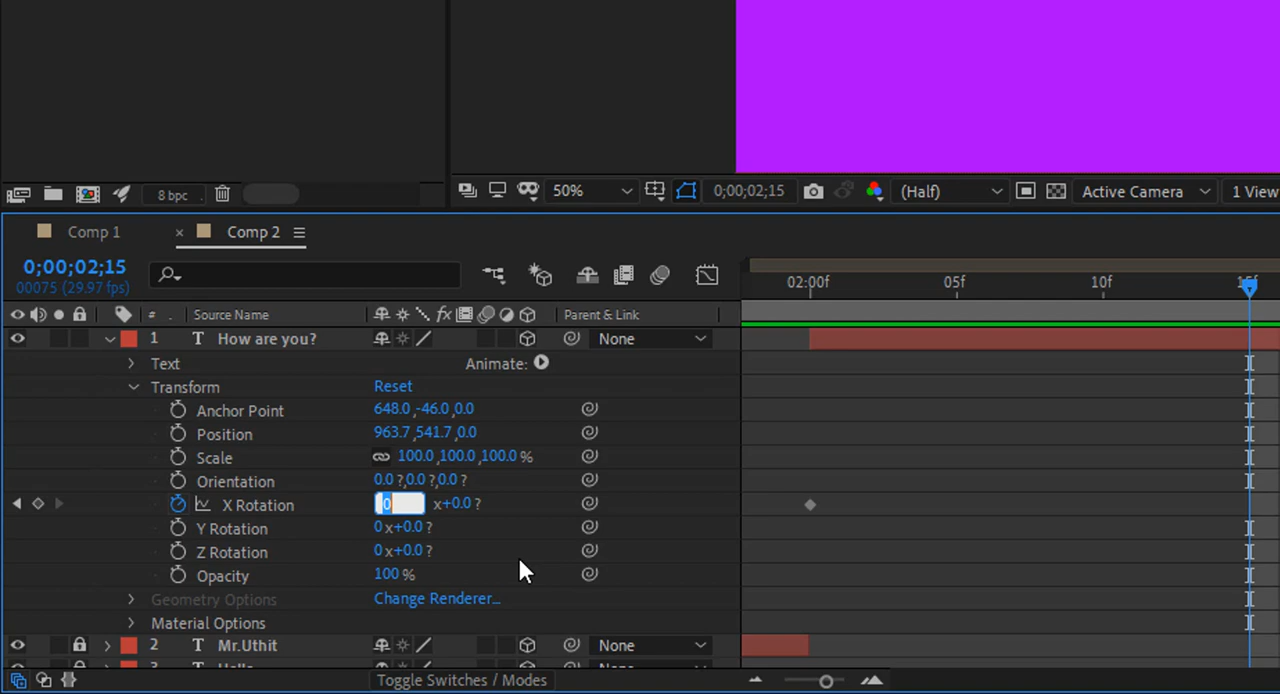 8 bpc
50%
0;00;02;15
(Half)
Active Camera
1 View
Comp 1
× Comp 2
0;00;02;15
00075 (29.97 fps)
02:00f 05f 10f 15f
# . Source Name fx Parent & Link
1 T How are you? None
Text Animate:
Transform Reset
Anchor Point 648.0,-46.0,0.0
Position 963.7,541.7,0.0
Scale 100.0,100.0,100.0 %
Orientation 0.0 ?,0.0 ?,0.0 ?
X Rotation 0 x+0.0 ?
Y Rotation 0 x+0.0 ?
Z Rotation 0 x+0.0 ?
Opacity 100 %
Geometry Options Change Renderer...
Material Options
2 T Mr.Uthit None
3 T Hello None
Toggle Switches / Modes